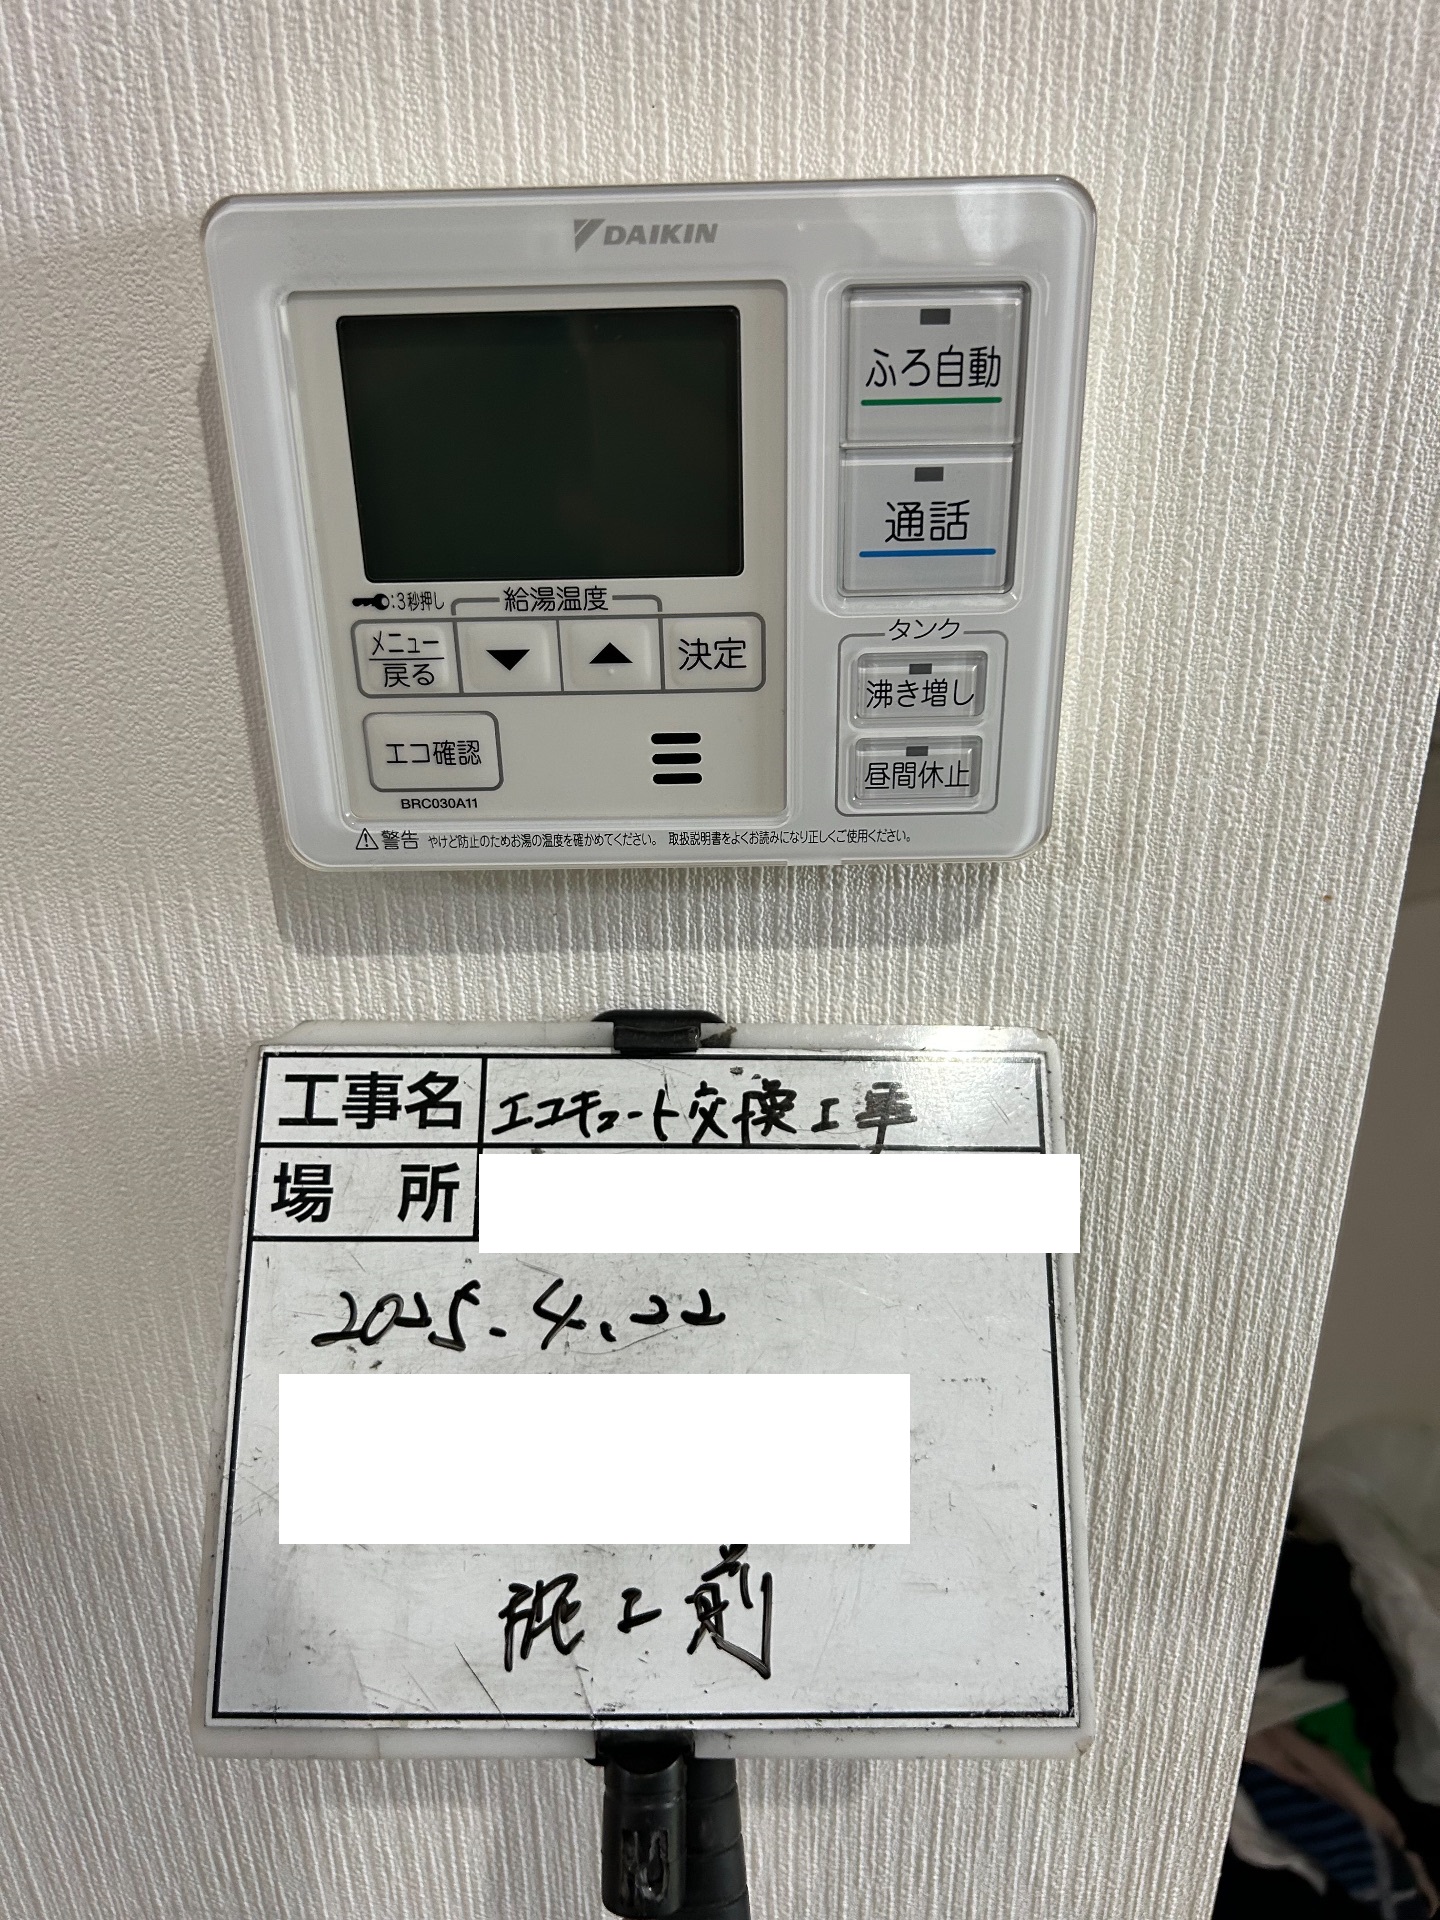 DAIKIN
ふろ自動
通話
:3秒押し
給湯温度
メニュー
戻る
▼
▲
決定
タンク
沸き増し
昼間休止
エコ確認
BRC030A11
警告 やけど防止のためお湯の温度を確かめてください。 取扱説明書をよくお読みになり正しくご使用ください。
工事名 エコキュート交換工事
場所
2025.4.22
施工前